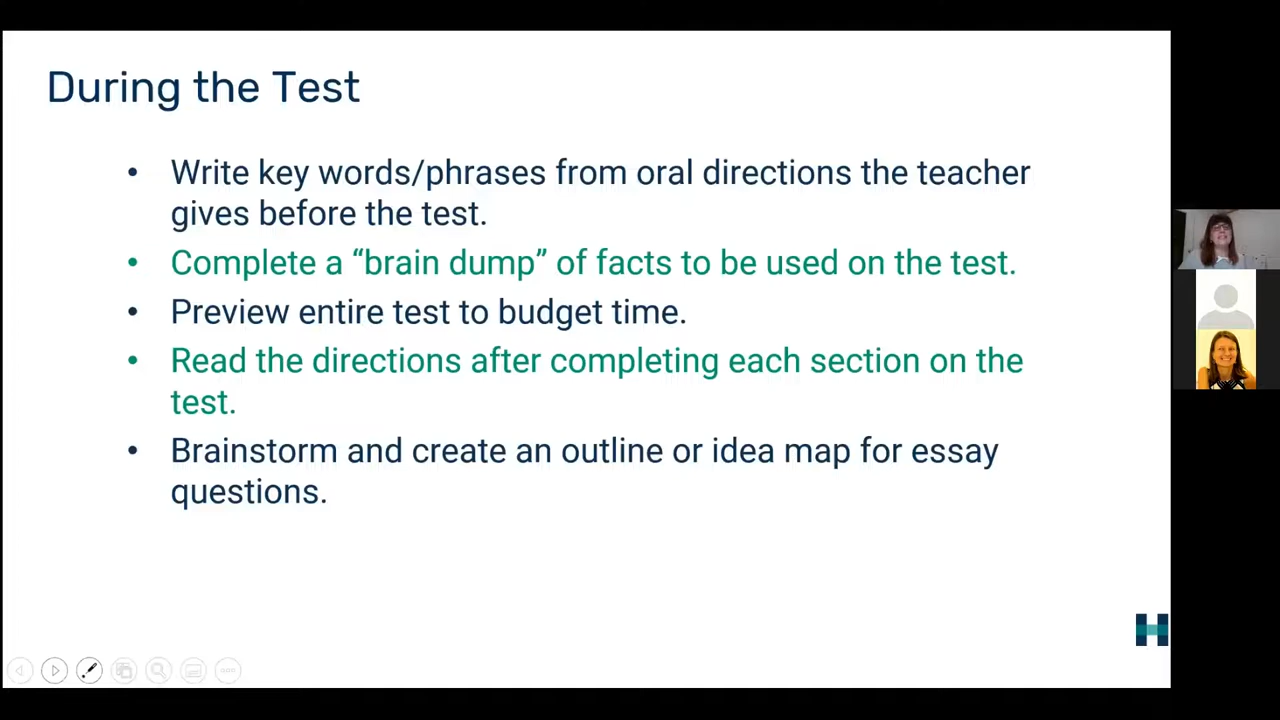 During the Test
• Write key words/phrases from oral directions the teacher
gives before the test.
• Complete a “brain dump” of facts to be used on the test.
• Preview entire test to budget time.
• Read the directions after completing each section on the
test.
• Brainstorm and create an outline or idea map for essay
questions.
H